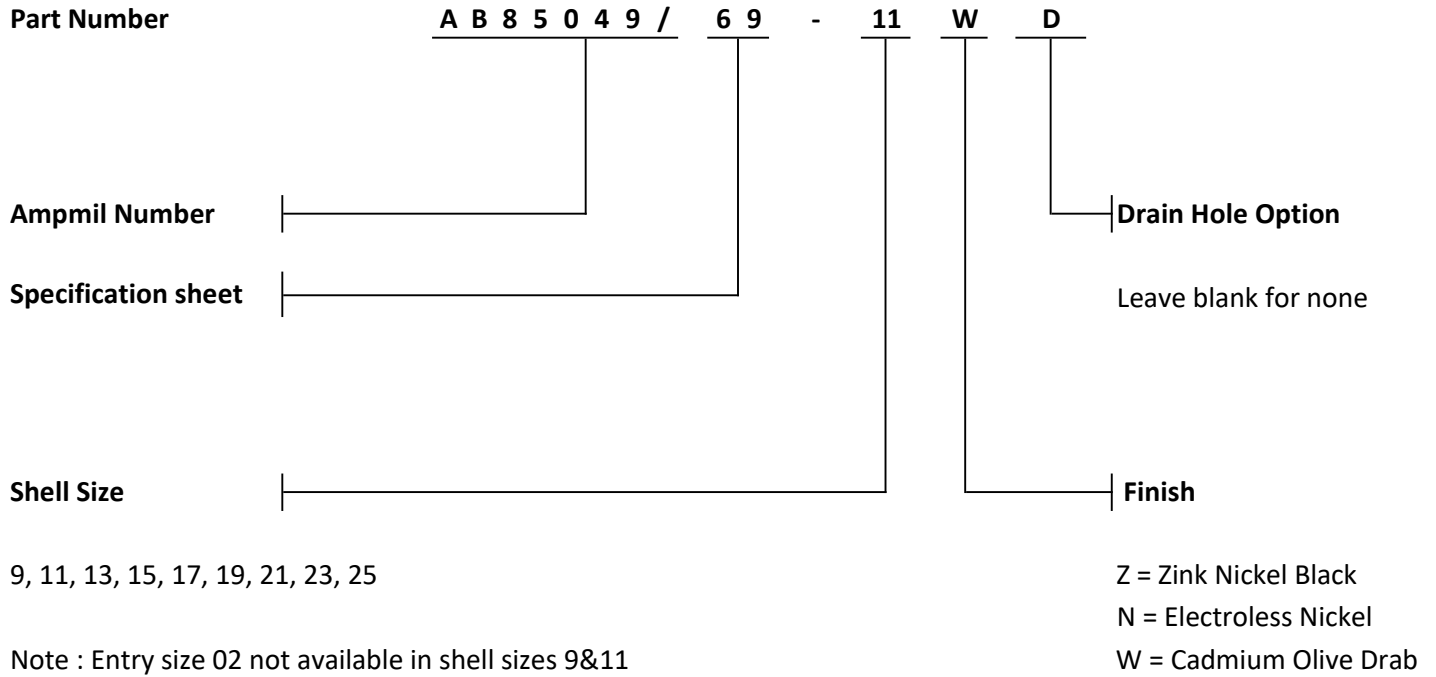 Part Number A B 8 5 0 4 9 / 6 9 - 11 W D
Ampmil Number
Drain Hole Option
Specification sheet
Leave blank for none
Shell Size
Finish
9, 11, 13, 15, 17, 19, 21, 23, 25
Z = Zink Nickel Black
N = Electroless Nickel
Note : Entry size 02 not available in shell sizes 9&11
W = Cadmium Olive Drab